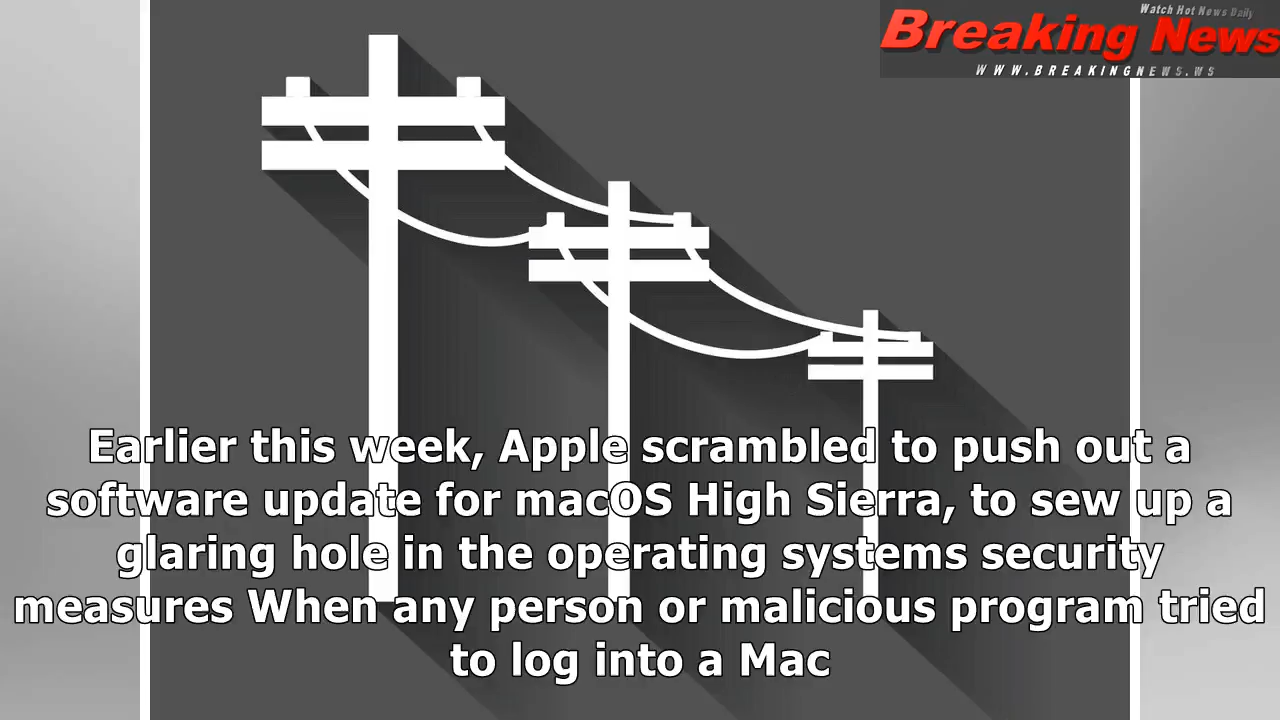 Watch Hot News Daily
Breaking News
WWW.BREAKINGNEWS.WS
Earlier this week, Apple scrambled to push out a
software update for macOS High Sierra, to sew up a
glaring hole in the operating systems security
measures When any person or malicious program tried
to log into a Mac